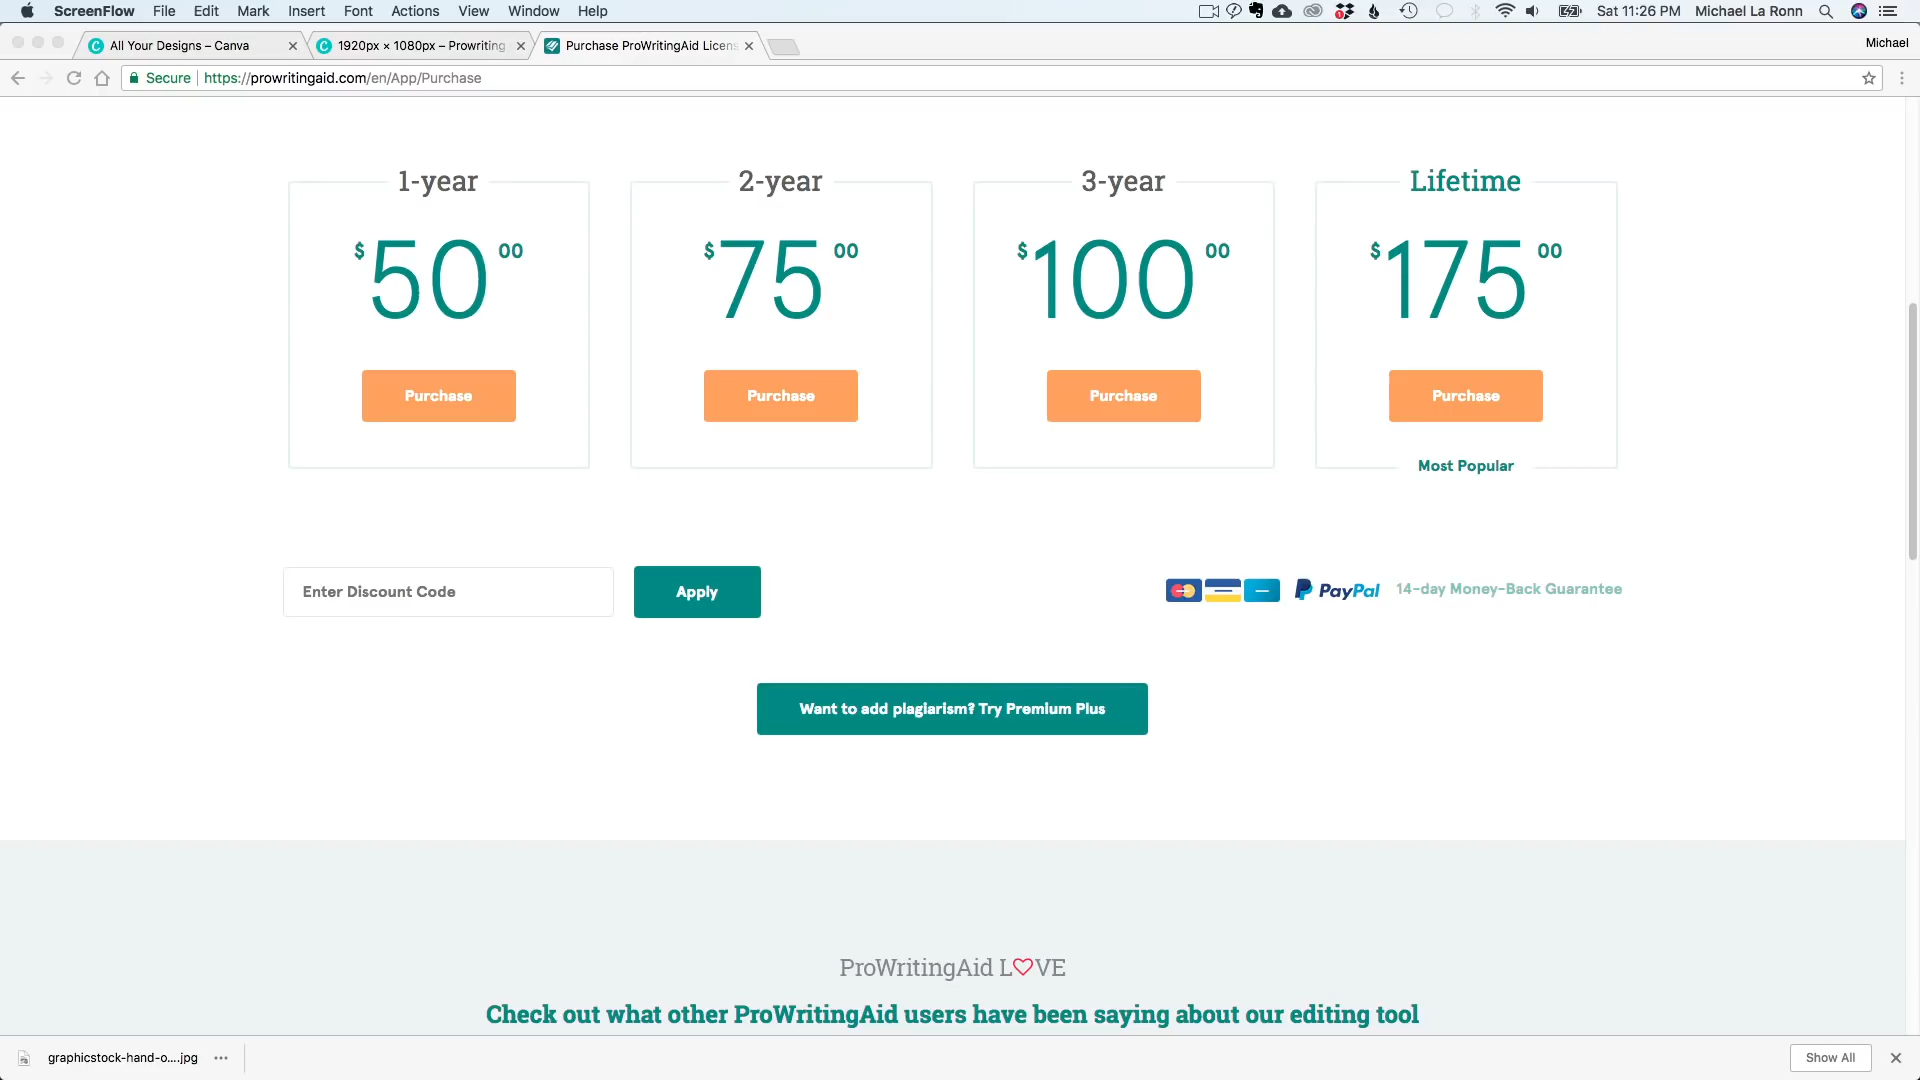 ScreenFlow File Edit Mark Insert Font Actions View Window Help Sat 11:26 PM Michael La Ronn
All Your Designs – Canva 1920px × 1080px – Prowriting Purchase ProWritingAid Licens Michael
Secure https://prowritingaid.com/en/App/Purchase
1-year 2-year 3-year Lifetime
$50 00 $75 00 $100 00 $175 00
Purchase Purchase Purchase Purchase
Most Popular
Enter Discount Code Apply PayPal 14-day Money-Back Guarantee
Want to add plagiarism? Try Premium Plus
ProWritingAid L♡VE
Check out what other ProWritingAid users have been saying about our editing tool
graphicstock-hand-o....jpg Show All